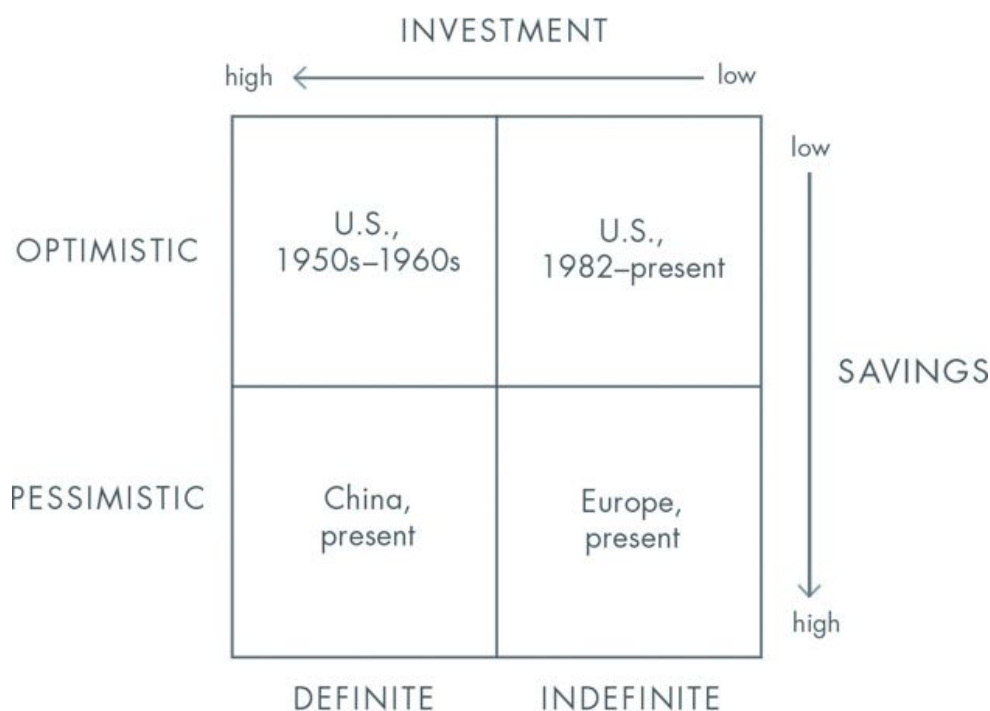 INVESTMENT
high
low
low
OPTIMISTIC
U.S.,
1950s–1960s
U.S.,
1982–present
SAVINGS
PESSIMISTIC
China,
present
Europe,
present
high
DEFINITE
INDEFINITE